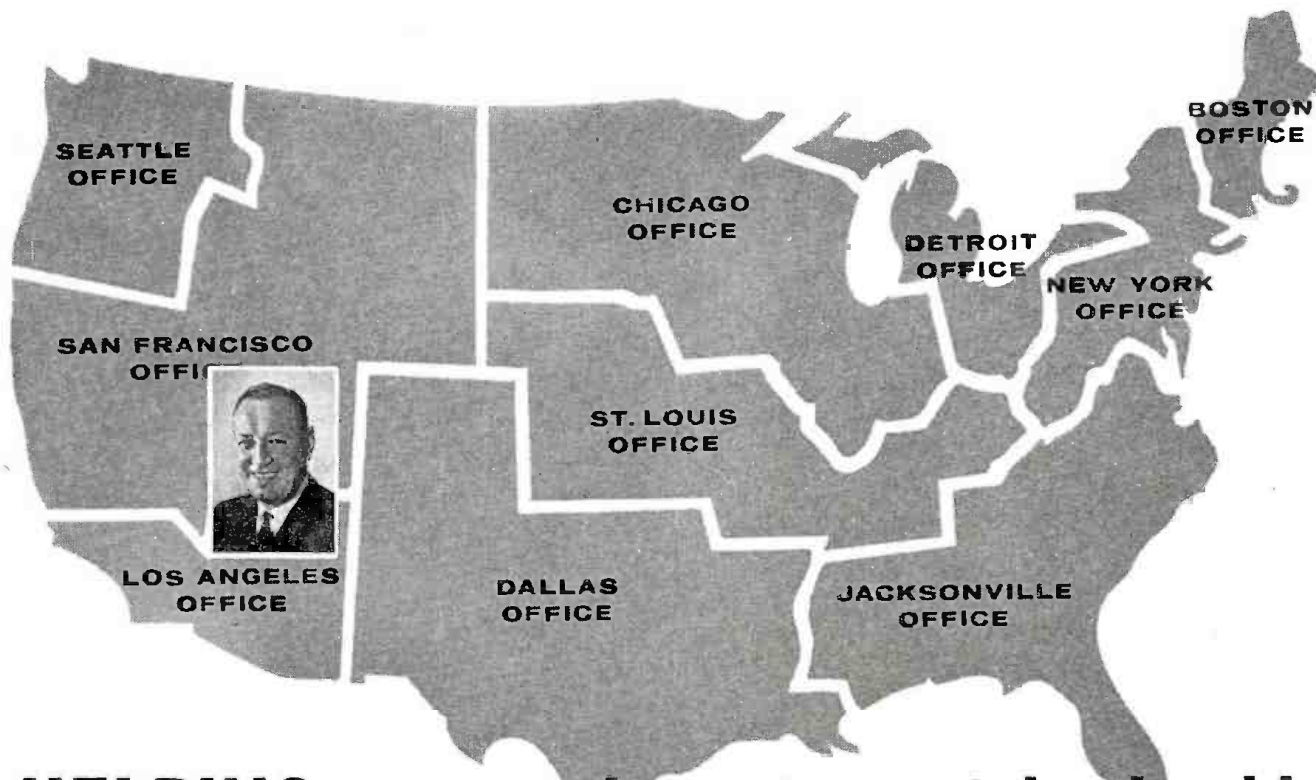 BOSTON
OFFICE
SEATTLE
OFFICE
CHICAGO
OFFICE
DETROIT
OFFICE
NEW YORK
OFFICE
SAN FRANCISCO
ST. LOUIS
OFFICE
LOS ANGELES
OFFICE
DALLAS
OFFICE
JACKSONVILLE
OFFICE